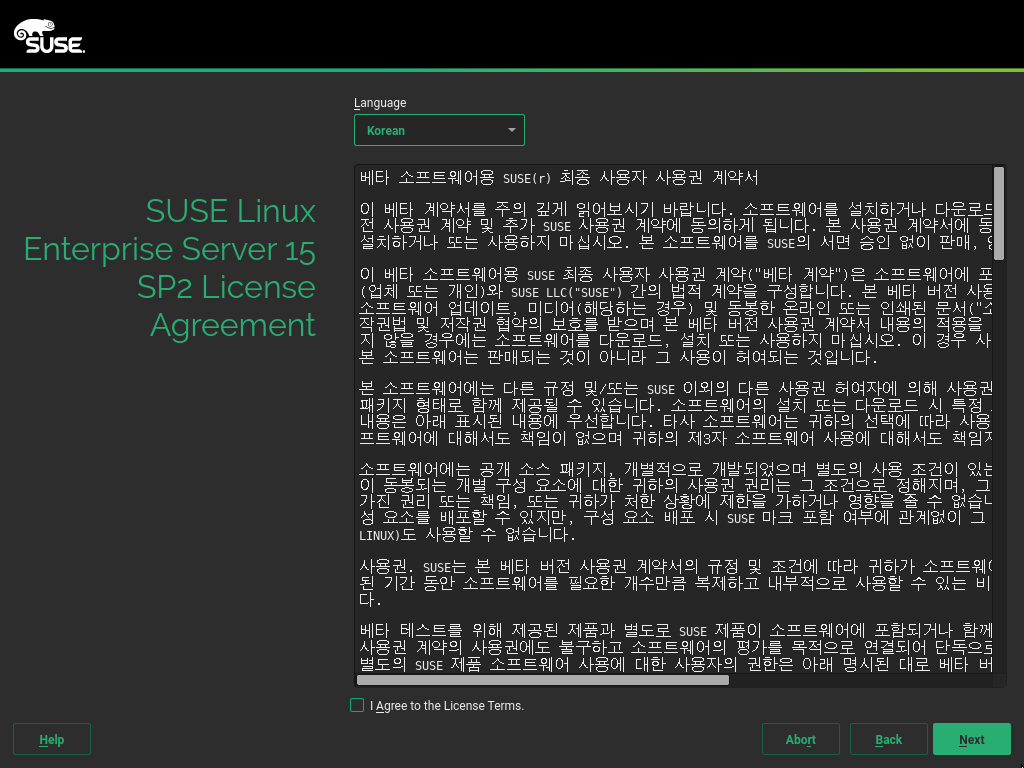 SUSE
Language
Korean
SUSE Linux
Enterprise Server 15
SP2 License
Agreement
베타 소프트웨어용 SUSE(r) 최종 사용자 사용권 계약서
이 베타 계약서를 주의 깊게 읽어보시기 바랍니다. 소프트웨어를 설치하거나 다운로드
전 사용권 계약 및 추가 SUSE 사용권 계약에 동의하게 됩니다. 본 사용권 계약서에 동
설치하거나 또는 사용하지 마십시오. 본 소프트웨어를 SUSE의 서면 승인 없이 판매,
이 베타 소프트웨어용 SUSE 최종 사용자 사용권 계약("베타 계약")은 소프트웨어에 포
(업체 또는 개인)와 SUSE LLC("SUSE") 간의 법적 계약을 구성합니다. 본 베타 버전 사용
소프트웨어 업데이트, 미디어(해당하는 경우) 및 동봉한 온라인 또는 인쇄된 문서("소
작권법 및 저작권 협약의 보호를 받으며 본 베타 버전 사용권 계약서 내용의 적용을
지 않을 경우에는 소프트웨어를 다운로드, 설치 또는 사용하지 마십시오. 이 경우 사
본 소프트웨어는 판매되는 것이 아니라 그 사용이 허여되는 것입니다.
본 소프트웨어에는 다른 규정 및/또는 SUSE 이외의 다른 사용권 허여자에 의해 사용권
패키지 형태로 함께 제공될 수 있습니다. 소프트웨어의 설치 또는 다운로드 시 특정
내용은 아래 표시된 내용에 우선합니다. 타사 소프트웨어는 귀하의 선택에 따라 사용
프트웨어에 대해서도 책임이 없으며 귀하의 제3자 소프트웨어 사용에 대해서도 책임지
소프트웨어에는 공개 소스 패키지, 개별적으로 개발되었으며 별도의 사용 조건이 있는
이 동봉되는 개별 구성 요소에 대한 귀하의 사용권 권리는 그 조건으로 정해지며, 그
가진 권리 또는 책임, 또는 귀하가 처한 상황에 제한을 가하거나 영향을 줄 수 없습니
성 요소를 배포할 수 있지만, 구성 요소 배포 시 SUSE 마크 포함 여부에 관계없이 그
LINUX)도 사용할 수 없습니다.
사용권. SUSE는 본 베타 버전 사용권 계약서의 규정 및 조건에 따라 귀하가 소프트웨어
된 기간 동안 소프트웨어를 필요한 개수만큼 복제하고 내부적으로 사용할 수 있는 비
다.
베타 테스트를 위해 제공된 제품과 별도로 SUSE 제품이 소프트웨어에 포함되거나 함께
사용권 계약의 사용권에도 불구하고 소프트웨어의 평가를 목적으로 연결되어 단독으로
별도의 SUSE 제품 소프트웨어 사용에 대한 사용자의 권한은 아래 명시된 대로 베타 버
I Agree to the License Terms.
Help
Abort
Back
Next